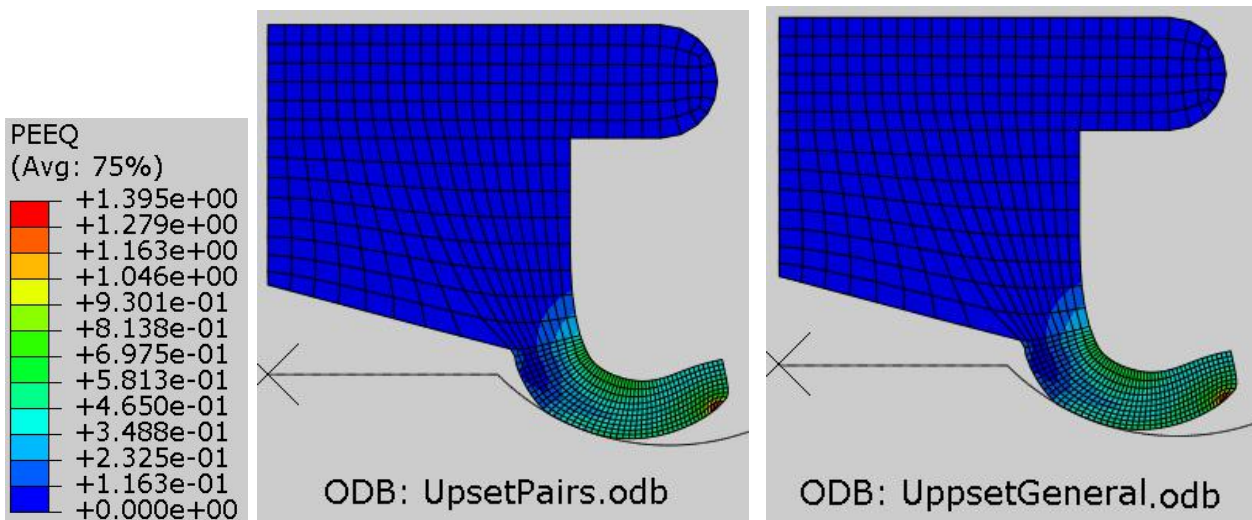 PEEQ
(Avg: 75%)
+1.395e+00
+1.279e+00
+1.163e+00
+1.046e+00
+9.301e-01
+8.138e-01
+6.975e-01
+5.813e-01
+4.650e-01
+3.488e-01
+2.325e-01
+1.163e-01
+0.000e+00
ODB: UpsetPairs.odb
ODB: UppsetGeneral.odb